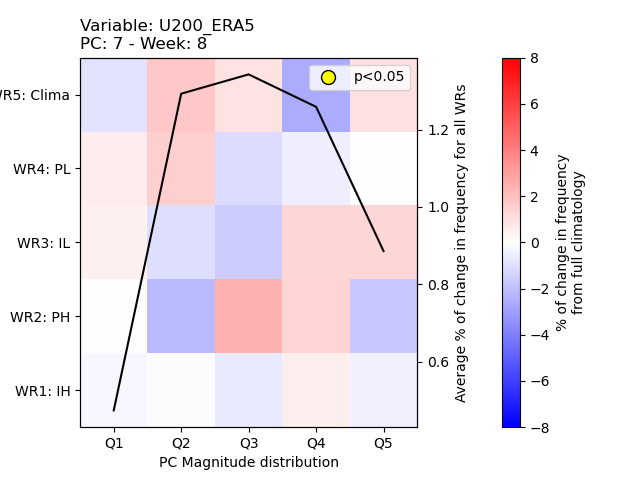 Variable: U200_ERA5
PC: 7 - Week: 8
p<0.05
WR5: Clima
WR4: PL
WR3: IL
WR2: PH
WR1: IH
Q1 Q2 Q3 Q4 Q5
PC Magnitude distribution
1.2
1.0
0.8
0.6
Average % of change in frequency for all WRs
8
6
4
2
0
−2
−4
−6
−8
% of change in frequency
from full climatology